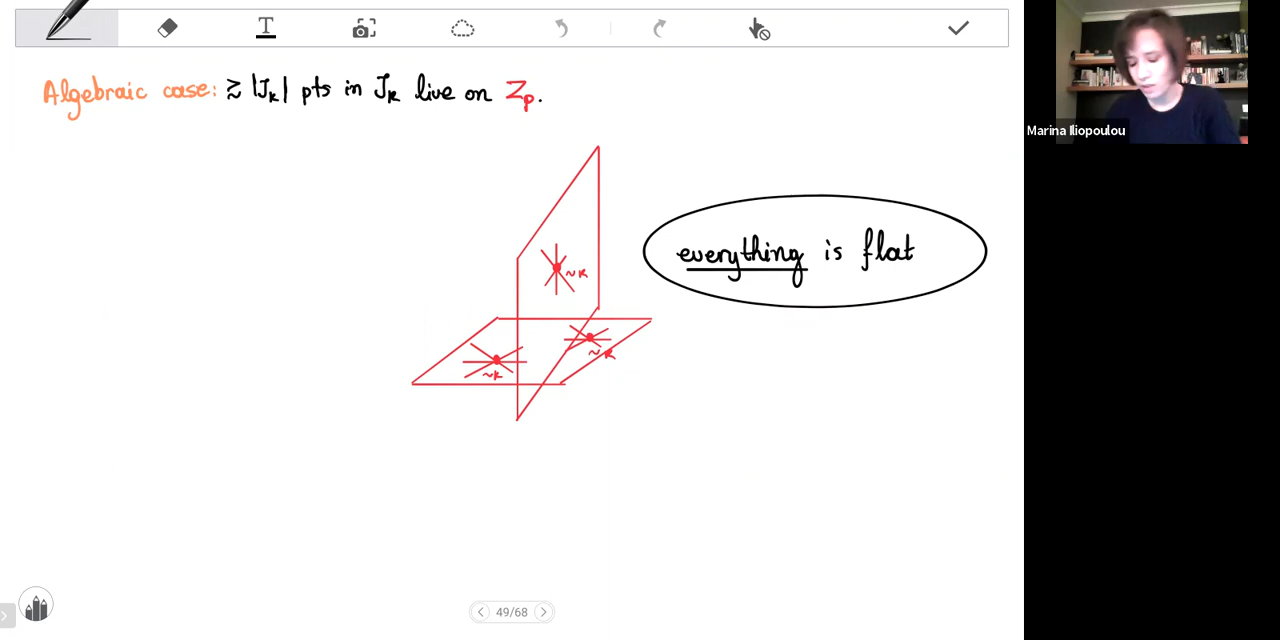 Algebraic case: ≳ |J_k| pts in J_k live on Z_p.
Marina Iliopoulou
everything is flat
~k
~k
~k
T
49/68